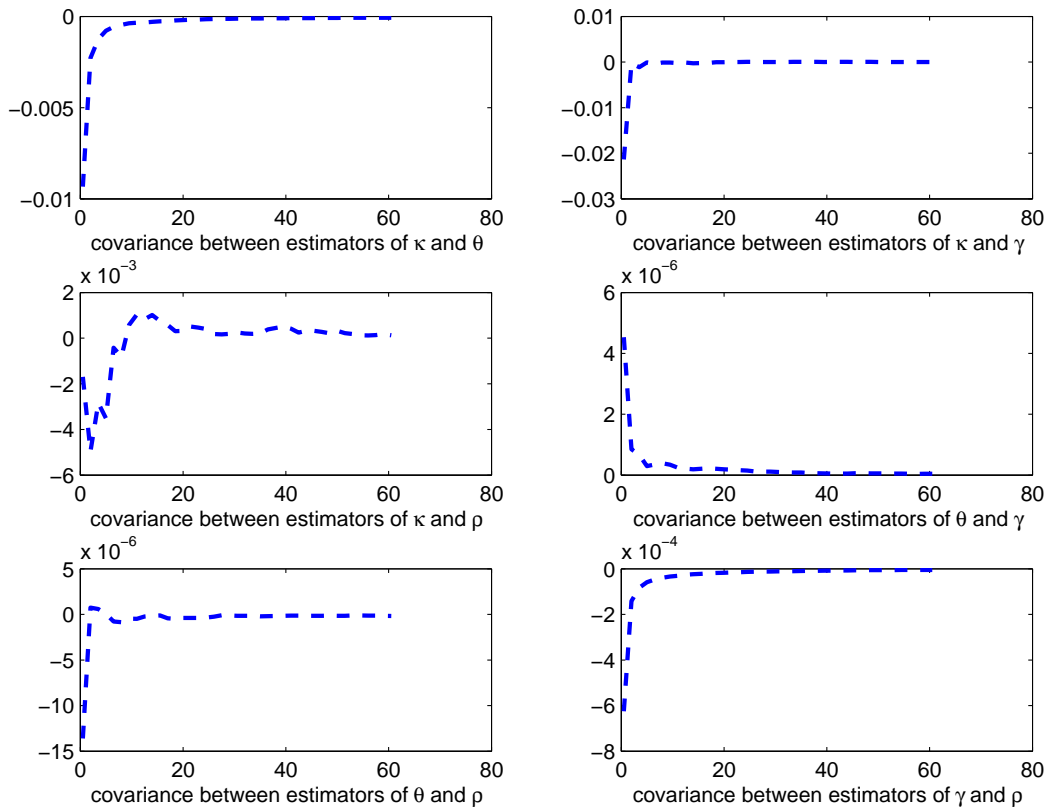 0
−0.005
−0.01
0 20 40 60 80
covariance between estimators of κ and θ
0.01
0
−0.01
−0.02
−0.03
0 20 40 60 80
covariance between estimators of κ and γ
x 10−3
2
0
−2
−4
−6
0 20 40 60 80
covariance between estimators of κ and ρ
x 10−6
6
4
2
0
0 20 40 60 80
covariance between estimators of θ and γ
x 10−6
5
0
−5
−10
−15
0 20 40 60 80
covariance between estimators of θ and ρ
x 10−4
0
−2
−4
−6
−8
0 20 40 60 80
covariance between estimators of γ and ρ